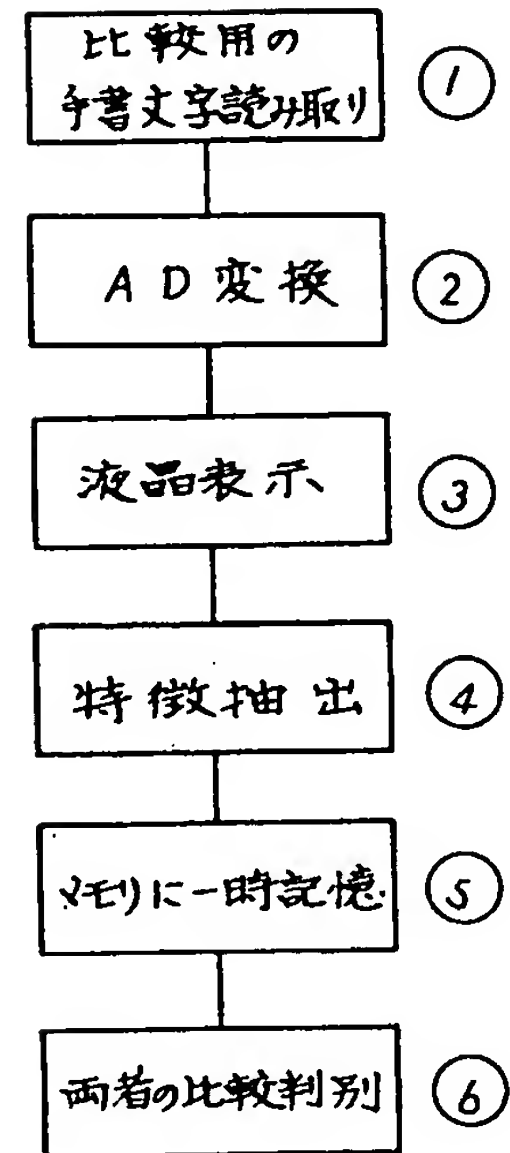 比較用の
手書文字読み取り
①
AD変換
②
液晶表示
③
特徴抽出
④
メモリに一時記憶
⑤
両者の比較判別
⑥